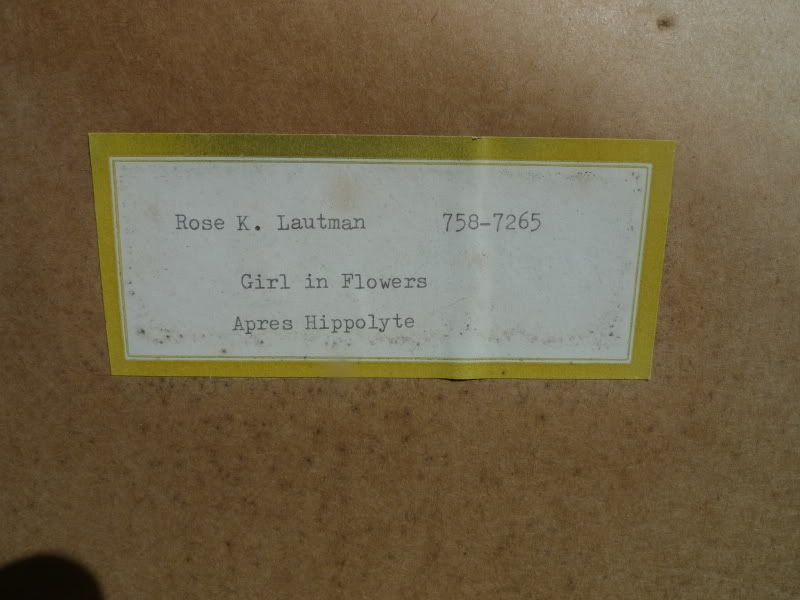 Rose K. Lautman 758-7265
Girl in Flowers
Apres Hippolyte